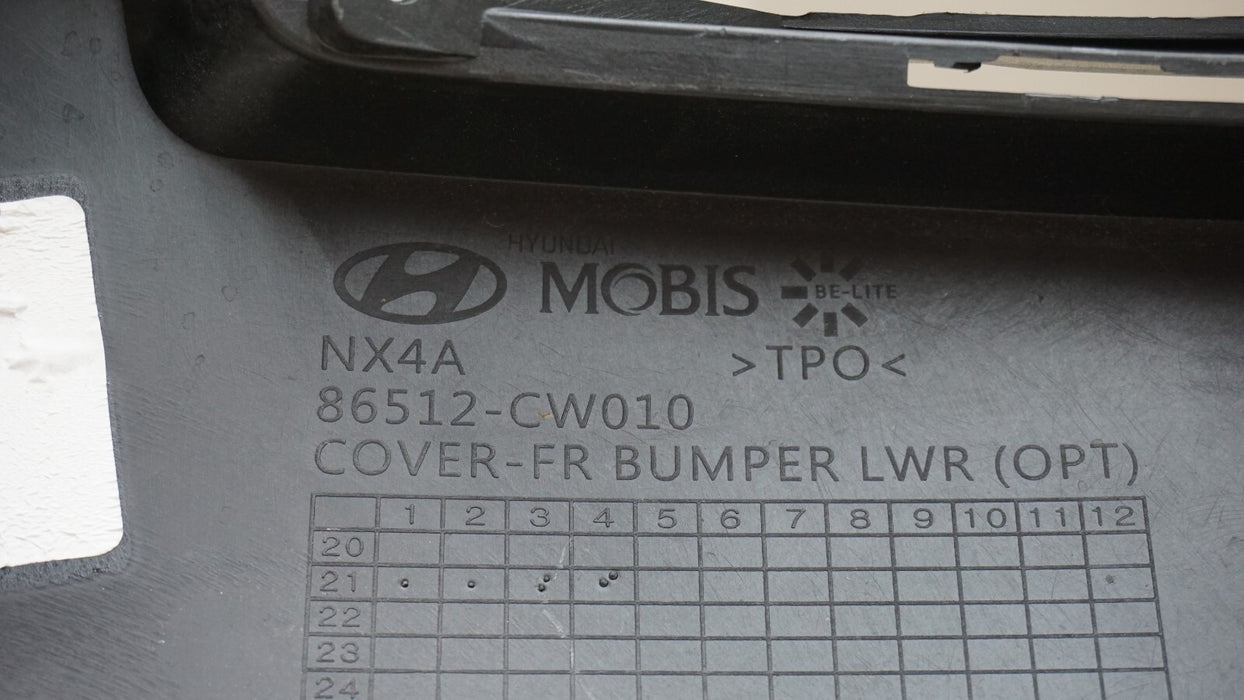 HYUNDAI
MOBIS
BE-LITE
NX4A
>TPO<
86512-CW010
COVER-FR BUMPER LWR (OPT)
1 2 3 4 5 6 7 8 9 10 11 12
20
21
22
23
24